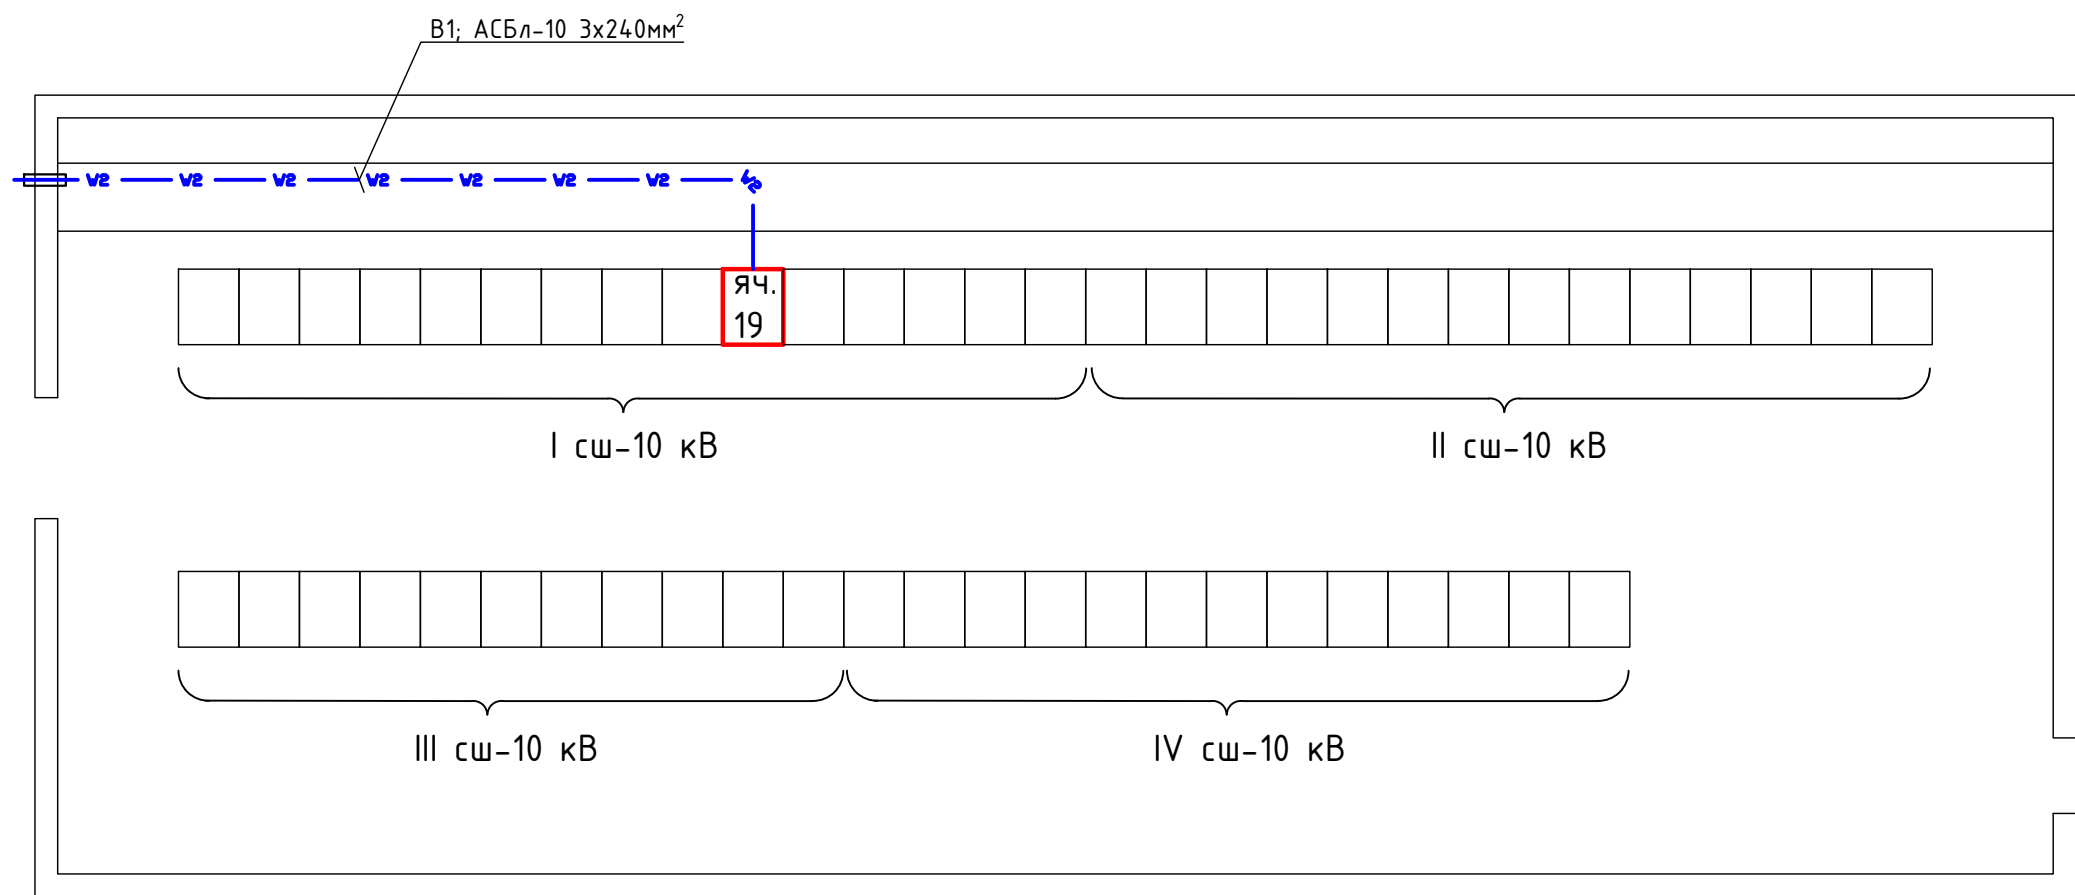 В1; АСБл-10 3х240мм²
W2 W2 W2 W2 W2 W2 W2 W2
яч.
19
I сш-10 кВ
II сш-10 кВ
III сш-10 кВ
IV сш-10 кВ